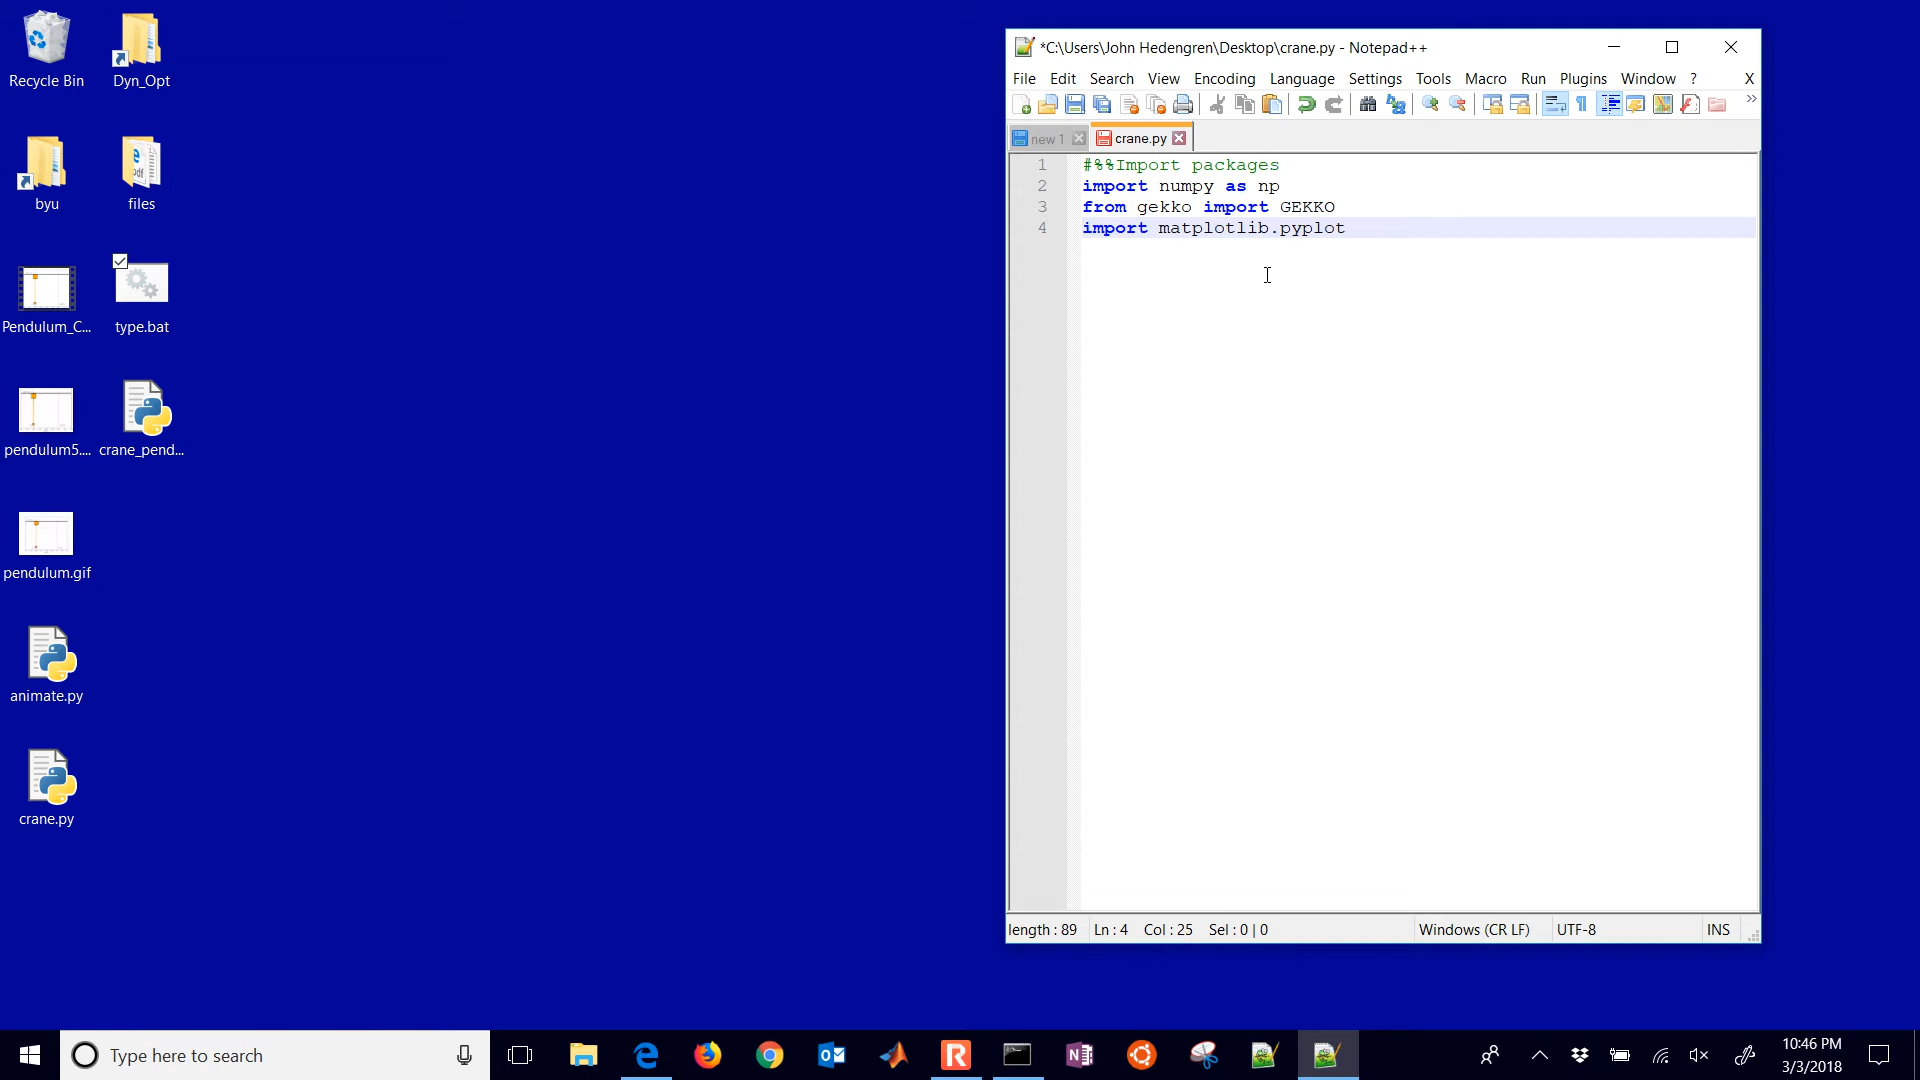 Recycle Bin
Dyn_Opt
byu
files
Pendulum_C...
type.bat
pendulum5....
crane_pend...
pendulum.gif
animate.py
crane.py
*C:\Users\John Hedengren\Desktop\crane.py - Notepad++
File Edit Search View Encoding Language Settings Tools Macro Run Plugins Window ? X
new 1 crane.py
1 #%%Import packages
2 import numpy as np
3 from gekko import GEKKO
4 import matplotlib.pyplot
length : 89 Ln : 4 Col : 25 Sel : 0 | 0 Windows (CR LF) UTF-8 INS
Type here to search
10:46 PM
3/3/2018